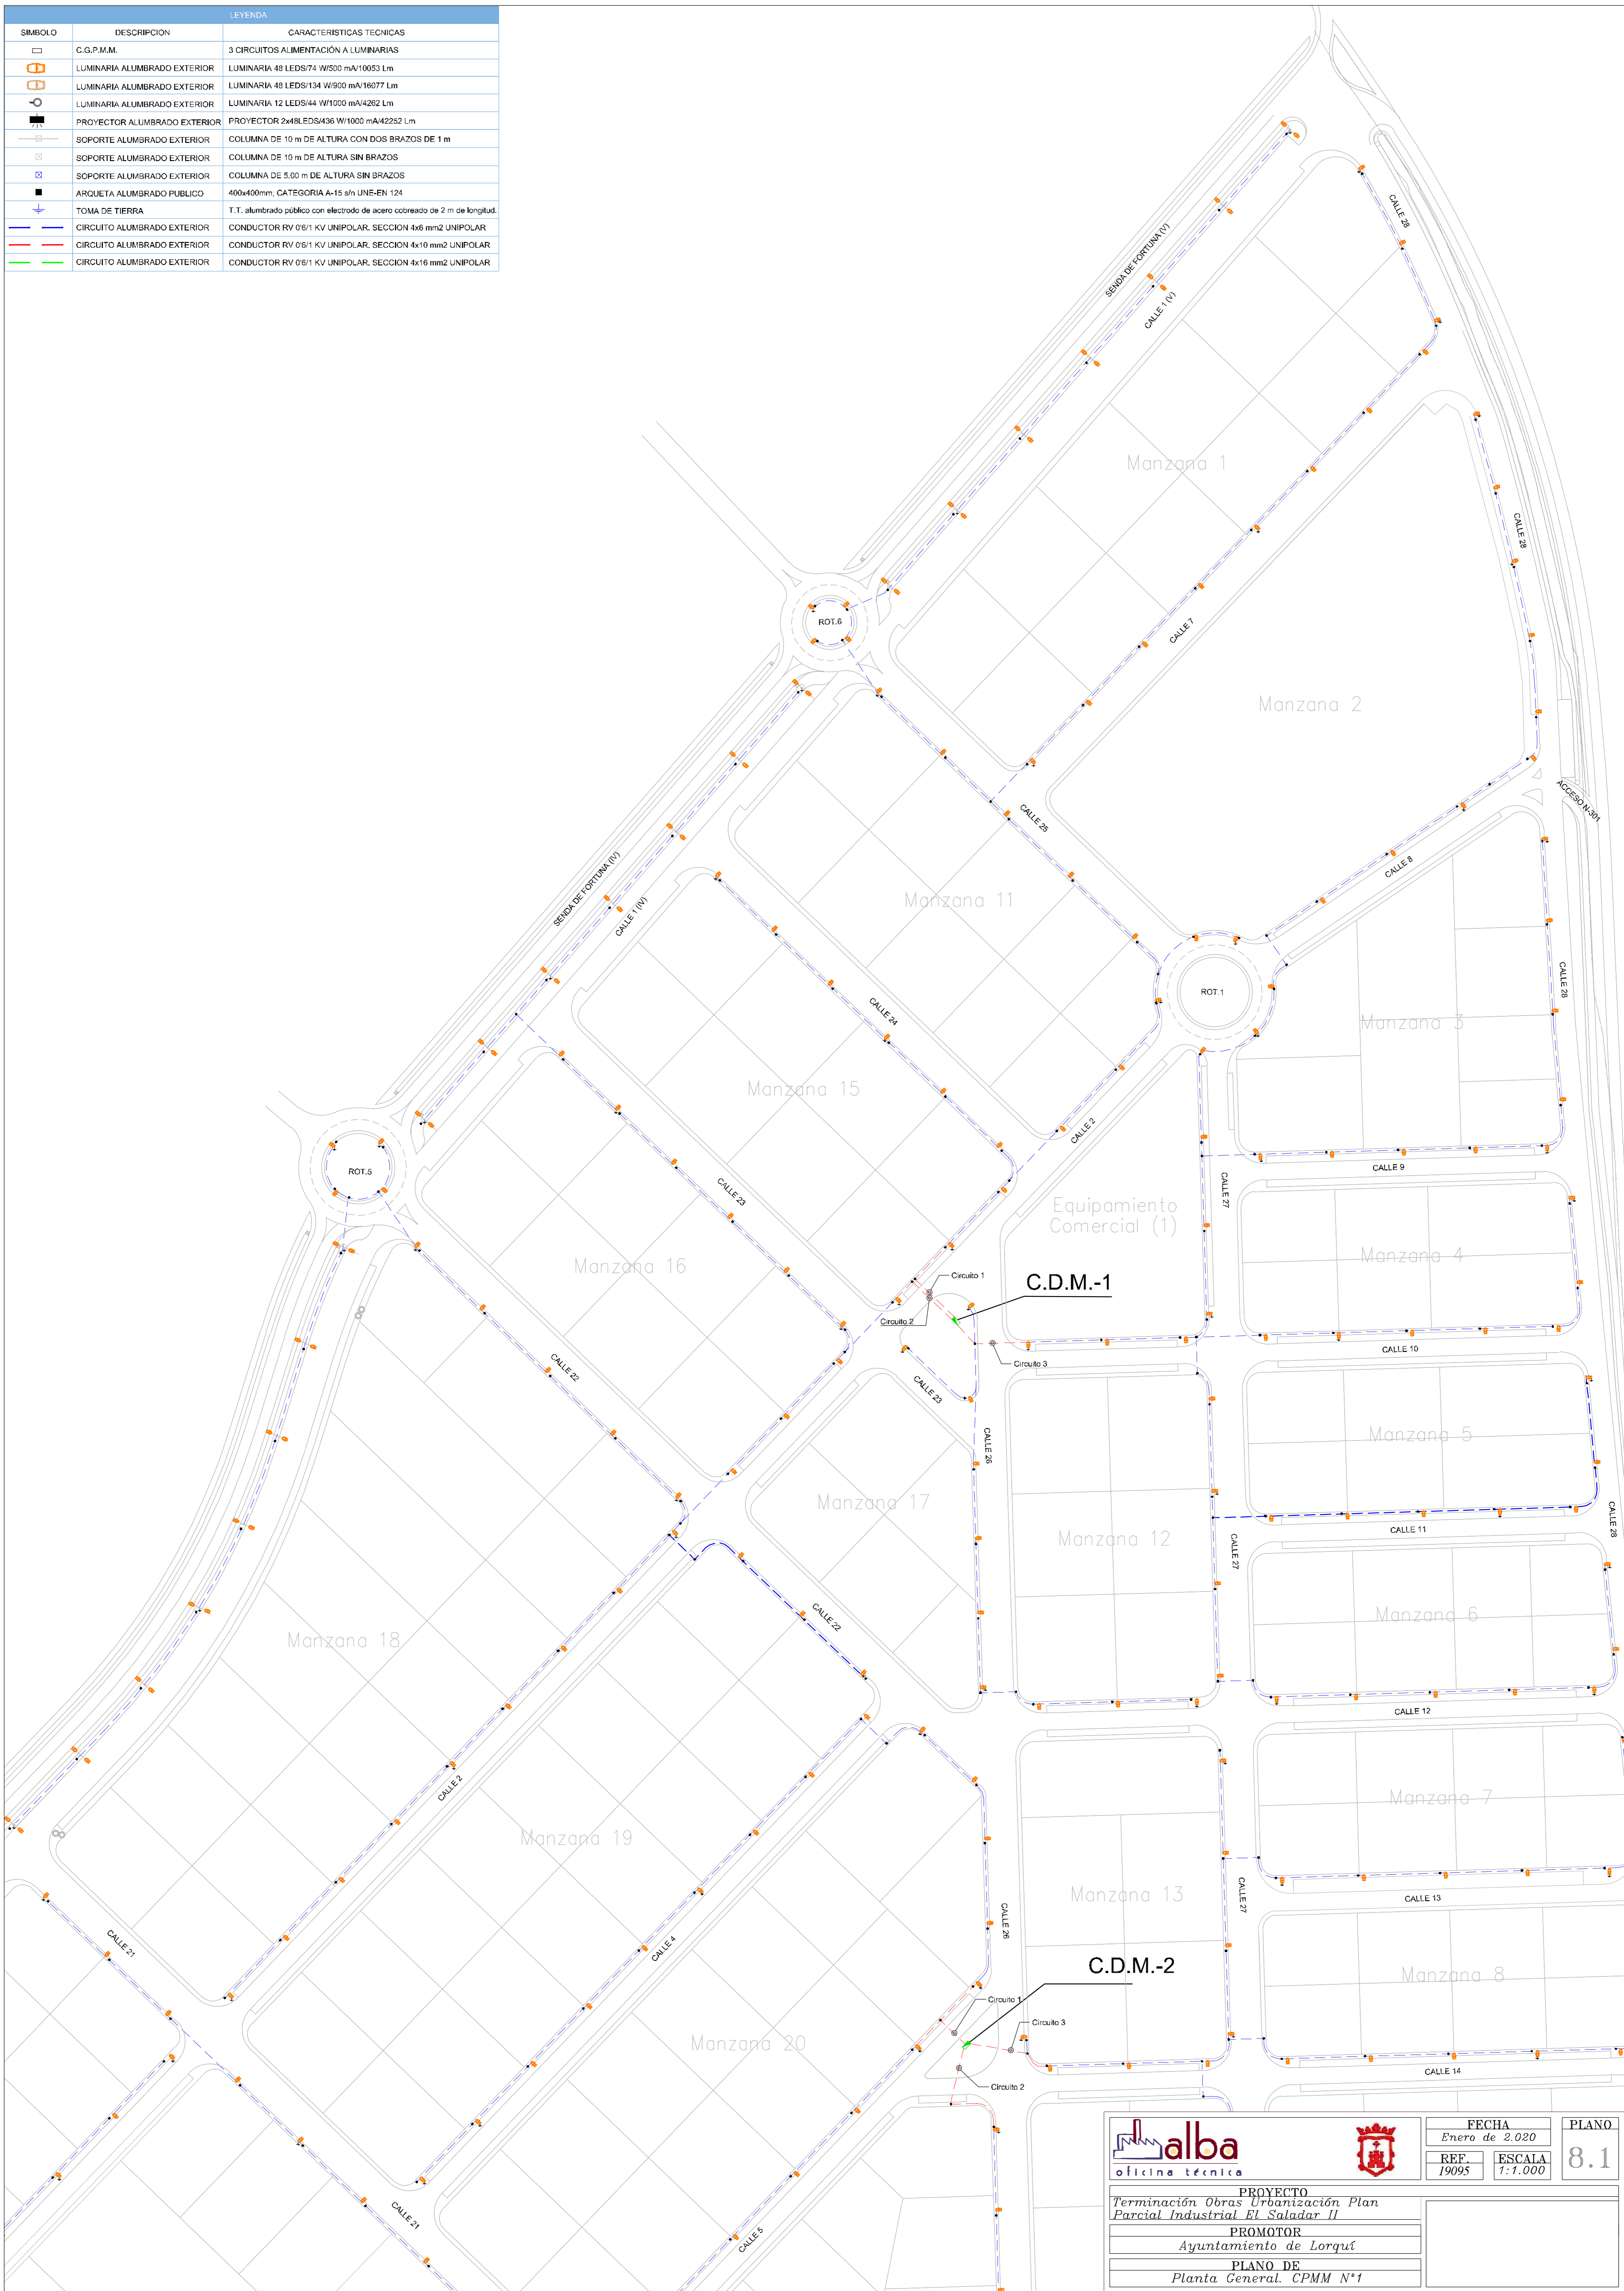 LEYENDA
SIMBOLO DESCRIPCION CARACTERISTICAS TECNICAS
C.G.P.M.M. 3 CIRCUITOS ALIMENTACIÓN A LUMINARIAS
LUMINARIA ALUMBRADO EXTERIOR LUMINARIA 48 LEDS/74 W/500 mA/10053 Lm
LUMINARIA ALUMBRADO EXTERIOR LUMINARIA 48 LEDS/134 W/900 mA/16077 Lm
LUMINARIA ALUMBRADO EXTERIOR LUMINARIA 12 LEDS/44 W/1000 mA/4262 Lm
PROYECTOR ALUMBRADO EXTERIOR PROYECTOR 2x48LEDS/436 W/1000 mA/42252 Lm
SOPORTE ALUMBRADO EXTERIOR COLUMNA DE 10 m DE ALTURA CON DOS BRAZOS DE 1 m
SOPORTE ALUMBRADO EXTERIOR COLUMNA DE 10 m DE ALTURA SIN BRAZOS
SOPORTE ALUMBRADO EXTERIOR COLUMNA DE 5.00 m DE ALTURA SIN BRAZOS
ARQUETA ALUMBRADO PUBLICO 400x400mm; CATEGORIA A-15 s/n UNE-EN 124
TOMA DE TIERRA T.T. alumbrado público con electrodo de acero cobreado de 2 m de longitud.
CIRCUITO ALUMBRADO EXTERIOR CONDUCTOR RV 0'6/1 KV UNIPOLAR. SECCION 4x6 mm2 UNIPOLAR
CIRCUITO ALUMBRADO EXTERIOR CONDUCTOR RV 0'6/1 KV UNIPOLAR. SECCION 4x10 mm2 UNIPOLAR
CIRCUITO ALUMBRADO EXTERIOR CONDUCTOR RV 0'6/1 KV UNIPOLAR. SECCION 4x16 mm2 UNIPOLAR
CALLE 28
SENDA DE FORTUNA (V)
CALLE 1 (V)
Manzana 1
CALLE 28
ROT.6
CALLE 7
Manzana 2
ACCESO N-301
CALLE 25
CALLE 8
SENDA DE FORTUNA (IV)
CALLE 1 (IV)
Manzana 11
CALLE 28
ROT.1
CALLE 24
Manzana 3
Manzana 15
CALLE 2
CALLE 9
ROT.5
CALLE 23
CALLE 27
Equipamiento
Comercial (1)
Manzana 4
Manzana 16
Circuito 1
C.D.M.-1
Circuito 2
CALLE 10
Circuito 3
CALLE 22
CALLE 23
CALLE 26
Manzana 5
Manzana 17
CALLE 28
CALLE 11
Manzana 12
CALLE 27
CALLE 22
Manzana 6
Manzana 18
CALLE 12
CALLE 2
Manzana 7
Manzana 19
Manzana 13
CALLE 27
CALLE 13
CALLE 26
CALLE 21
CALLE 4
C.D.M.-2
Manzana 8
Circuito 1
Circuito 3
Manzana 20
CALLE 14
Circuito 2
CALLE 21
CALLE 5
alba
oficina técnica
FECHA
Enero de 2.020
PLANO
8.1
REF.
19095
ESCALA
1:1.000
PROYECTO
Terminación Obras Urbanización Plan
Parcial Industrial El Saladar II
PROMOTOR
Ayuntamiento de Lorquí
PLANO DE
Planta General. CPMM Nº1